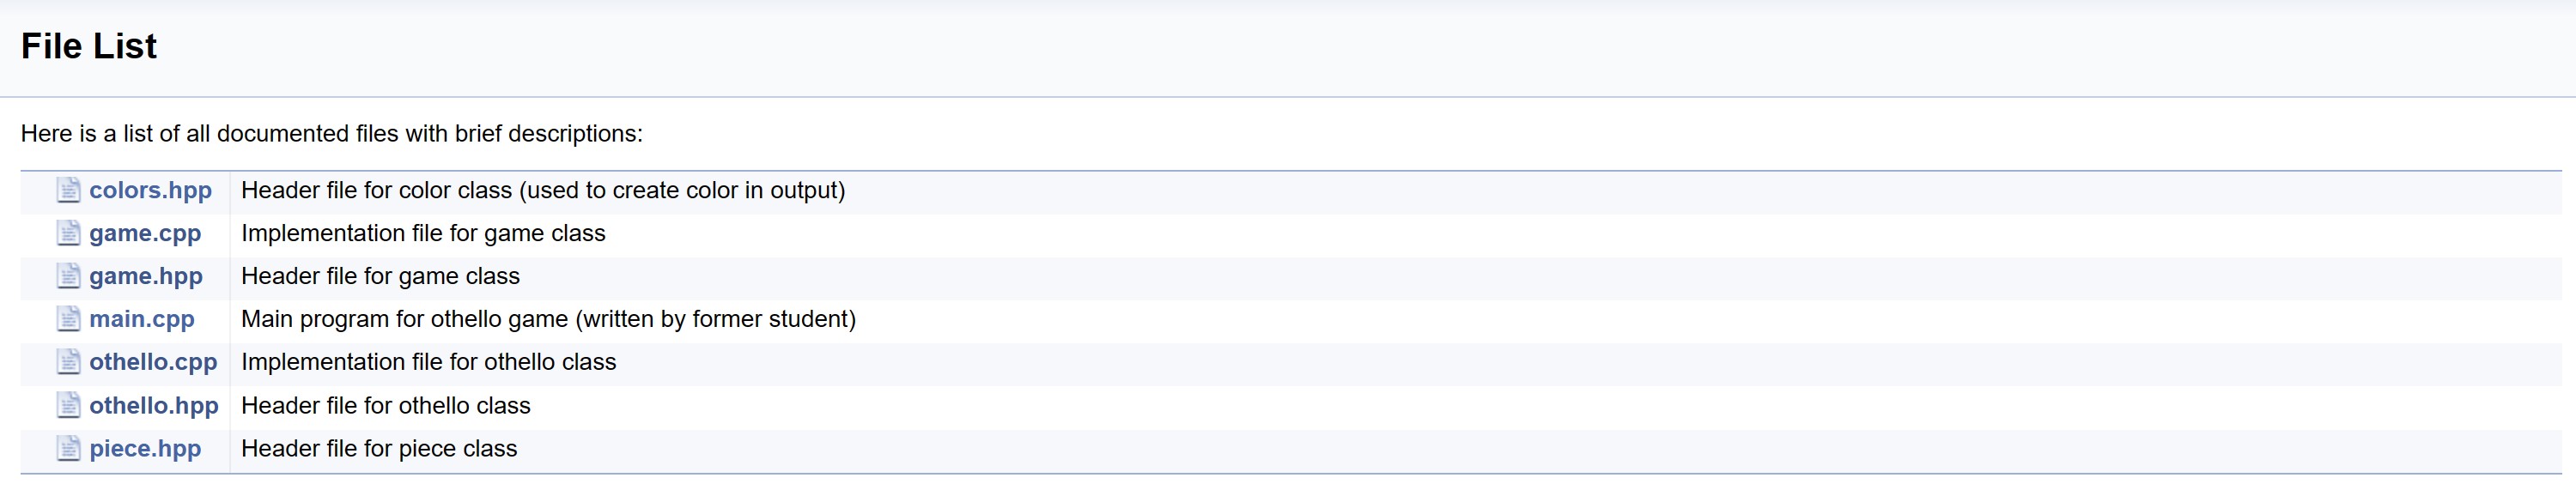 File List
Here is a list of all documented files with brief descriptions:
colors.hpp Header file for color class (used to create color in output)
game.cpp Implementation file for game class
game.hpp Header file for game class
main.cpp Main program for othello game (written by former student)
othello.cpp Implementation file for othello class
othello.hpp Header file for othello class
piece.hpp Header file for piece class